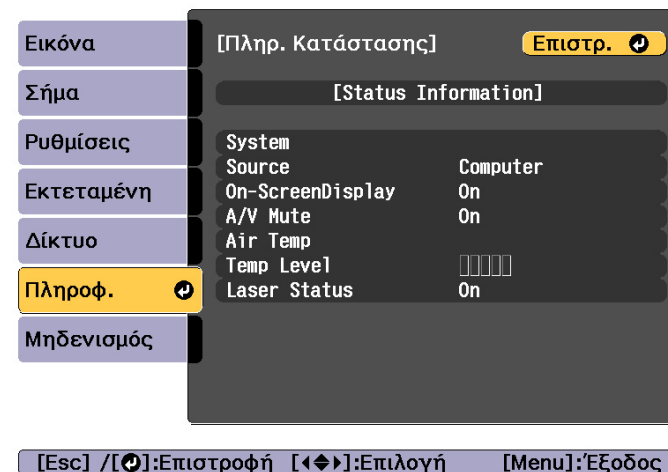 Εικόνα
Σήμα
Ρυθμίσεις
Εκτεταμένη
Δίκτυο
Πληροφ.
Μηδενισμός
[Πληρ. Κατάστασης] Επιστρ.
[Status Information]
System
Source Computer
On-ScreenDisplay On
A/V Mute On
Air Temp
Temp Level
Laser Status On
[Esc] /[ ]:Επιστροφή [ ]:Επιλογή [Menu]:Έξοδος